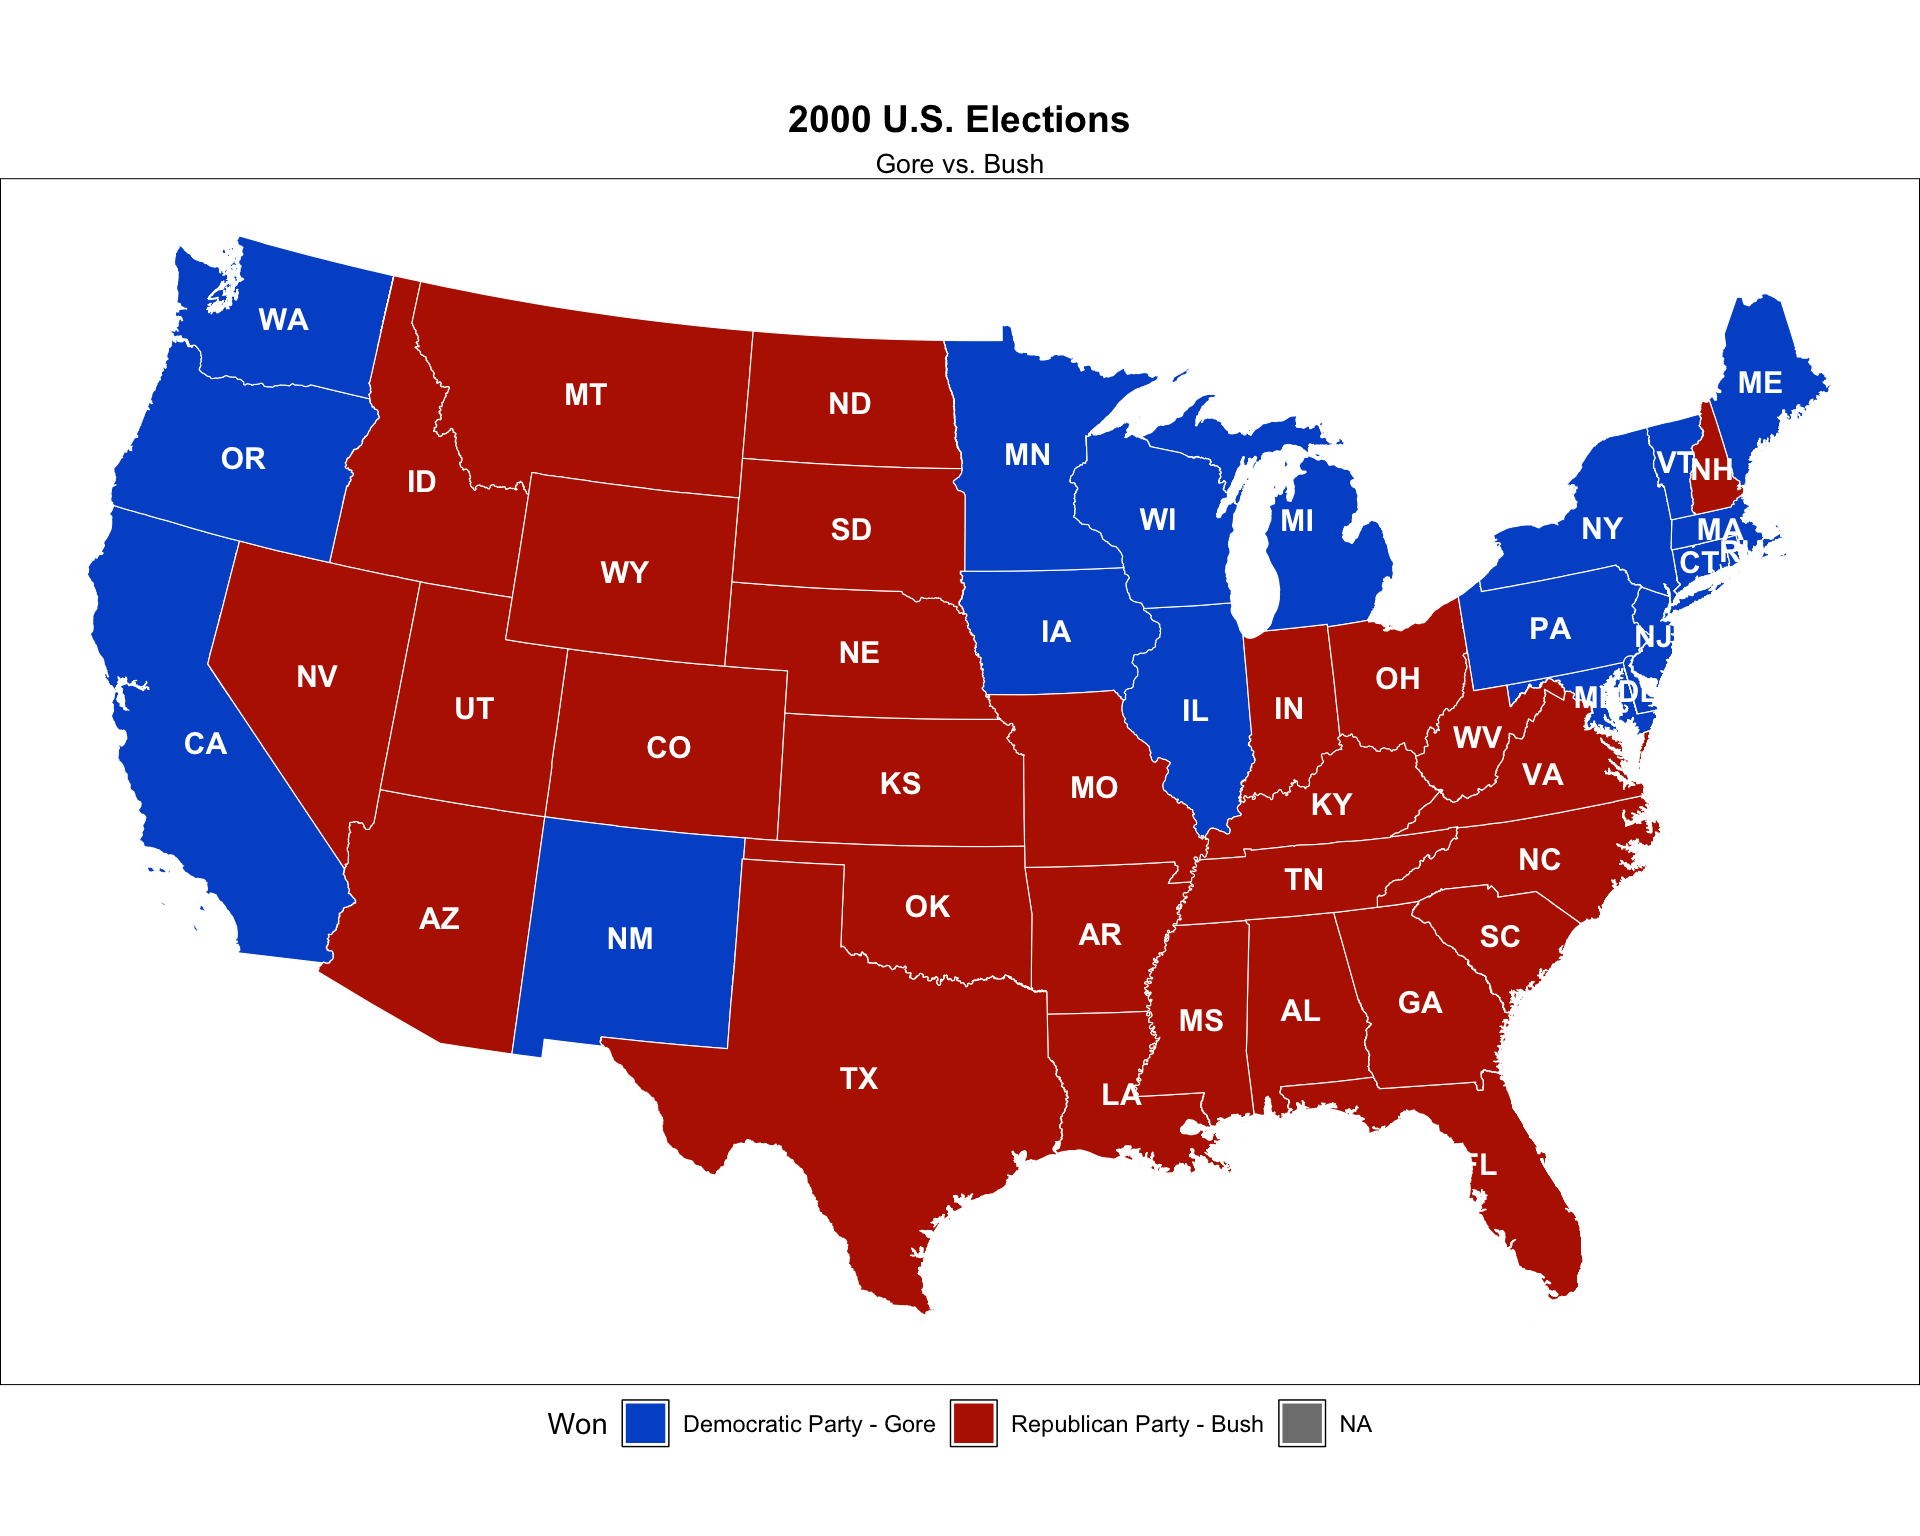 2000 U.S. Elections
Gore vs. Bush
WA
MT
ND
ME
OR
ID
MN
VT
NH
SD
WI
MI
NY
MA
CT
WY
IA
PA
NJ
NE
NV
UT
OH
IL
IN
DE
CA
CO
KS
MO
WV
VA
KY
NC
TN
AZ
NM
OK
AR
SC
MS
AL
GA
TX
LA
FL
Won
Democratic Party - Gore
Republican Party - Bush
NA